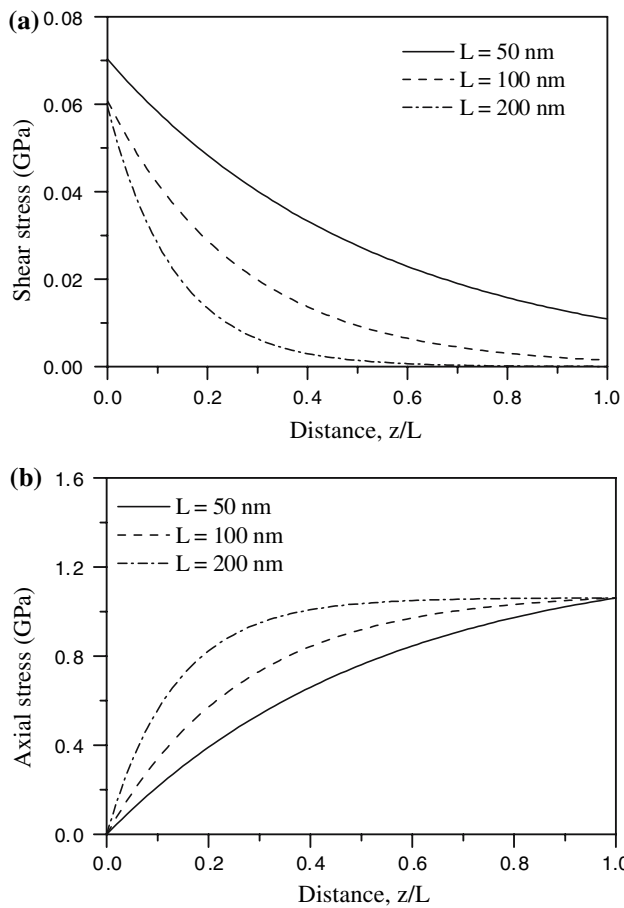 (a)
0.08
0.06
0.04
0.02
0.00
Shear stress (GPa)
L = 50 nm
L = 100 nm
L = 200 nm
0.0 0.2 0.4 0.6 0.8 1.0
Distance, z/L
(b)
1.6
1.2
0.8
0.4
0.0
Axial stress (GPa)
L = 50 nm
L = 100 nm
L = 200 nm
0.0 0.2 0.4 0.6 0.8 1.0
Distance, z/L